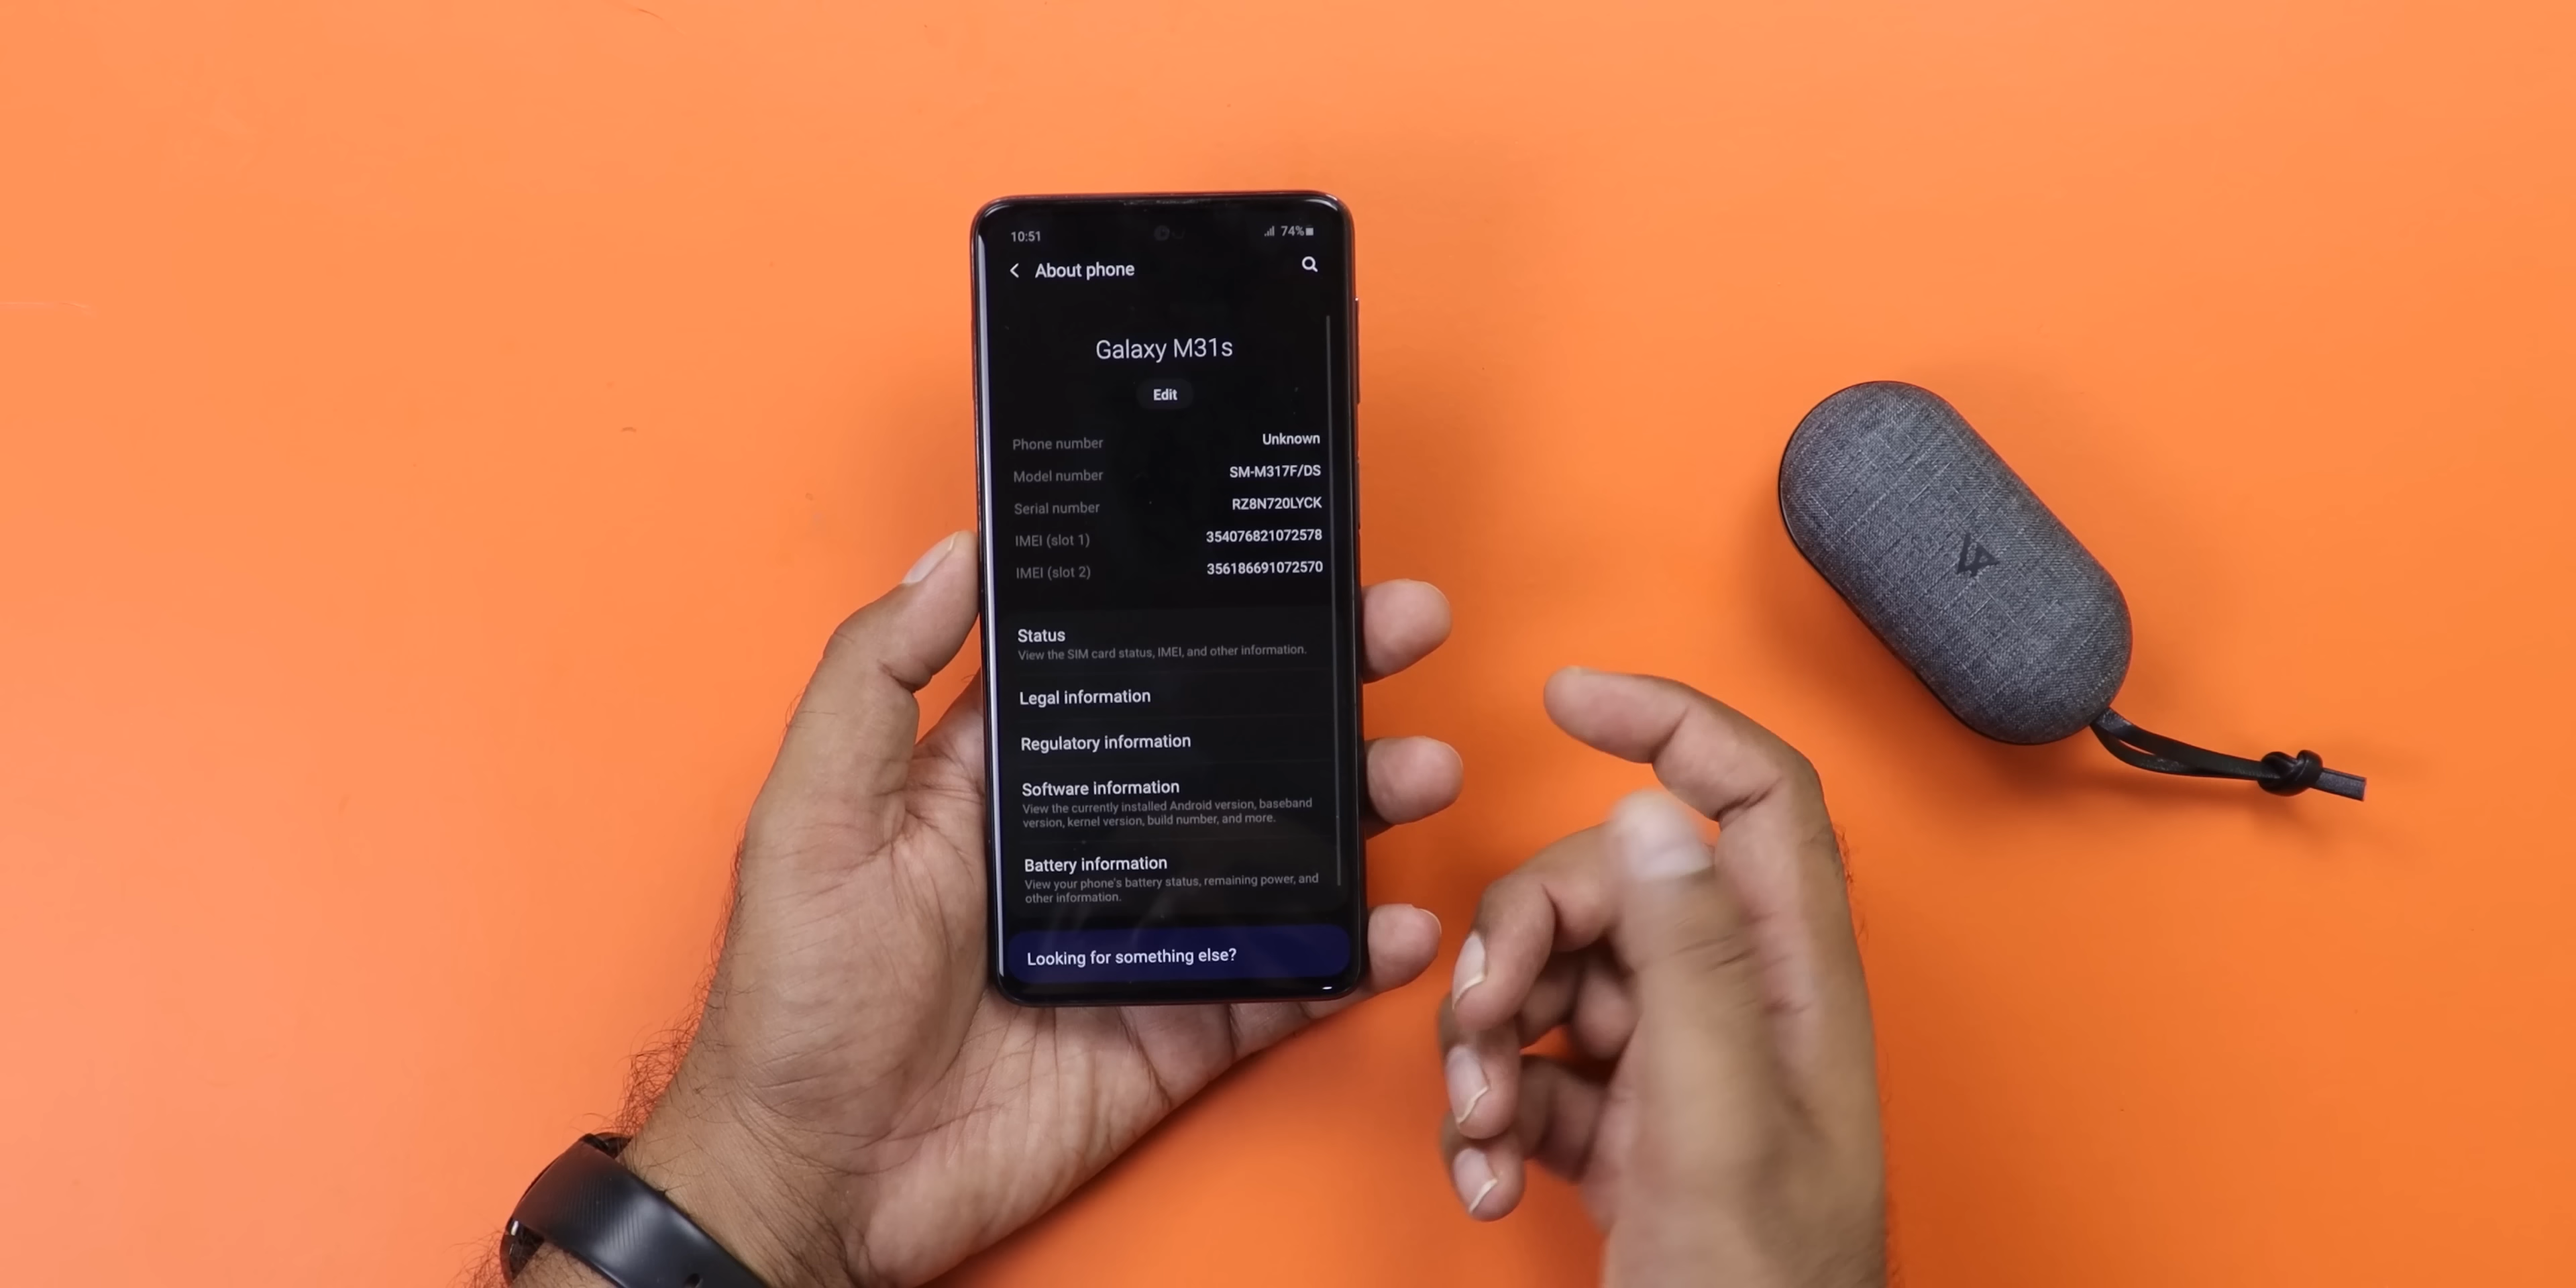 10:51 74%
About phone
Galaxy M31s
Edit
Phone number Unknown
Model number SM-M317F/DS
Serial number RZ8N720LYCK
IMEI (slot 1) 354076821072578
IMEI (slot 2) 356186691072570
Status
View the SIM card status, IMEI, and other information.
Legal information
Regulatory information
Software information
View the currently installed Android version, baseband
version, kernel version, build number, and more.
Battery information
View your phone's battery status, remaining power, and
other information.
Looking for something else?